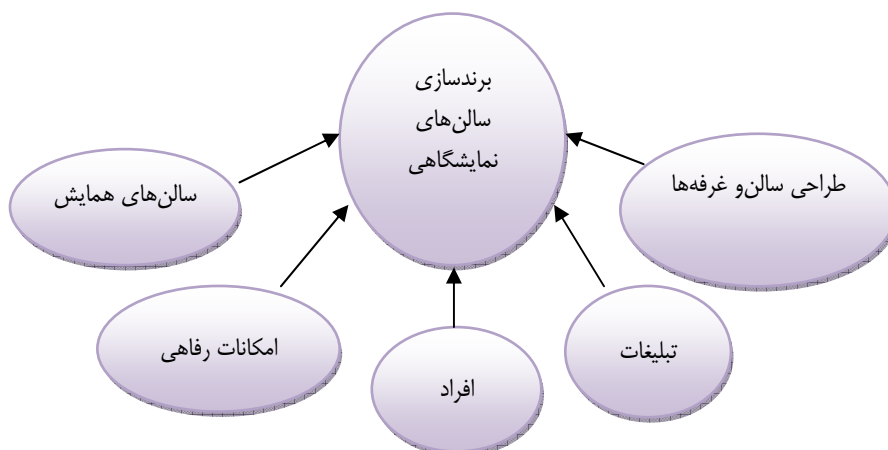 برندسازی
سالن‌های
نمایشگاهی
طراحی سالن‌و غرفه‌ها
سالن‌های همایش
تبلیغات
امکانات رفاهی
افراد